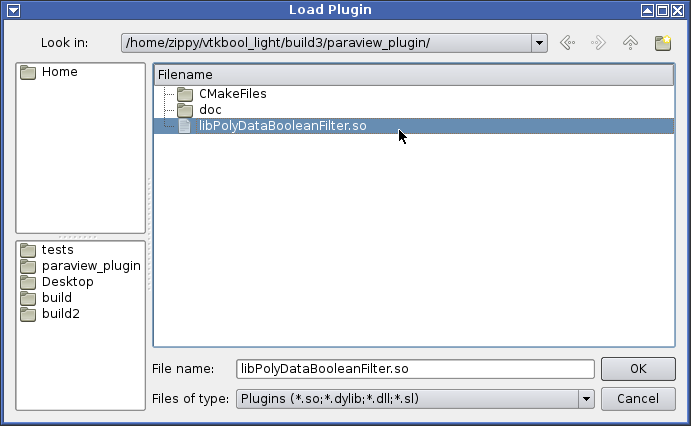 Load Plugin
Look in: /home/zippy/vtkbool_light/build3/paraview_plugin/
Home
Filename
CMakeFiles
doc
libPolyDataBooleanFilter.so
tests
paraview_plugin
Desktop
build
build2
File name: libPolyDataBooleanFilter.so OK
Files of type: Plugins (*.so;*.dylib;*.dll;*.sl) Cancel